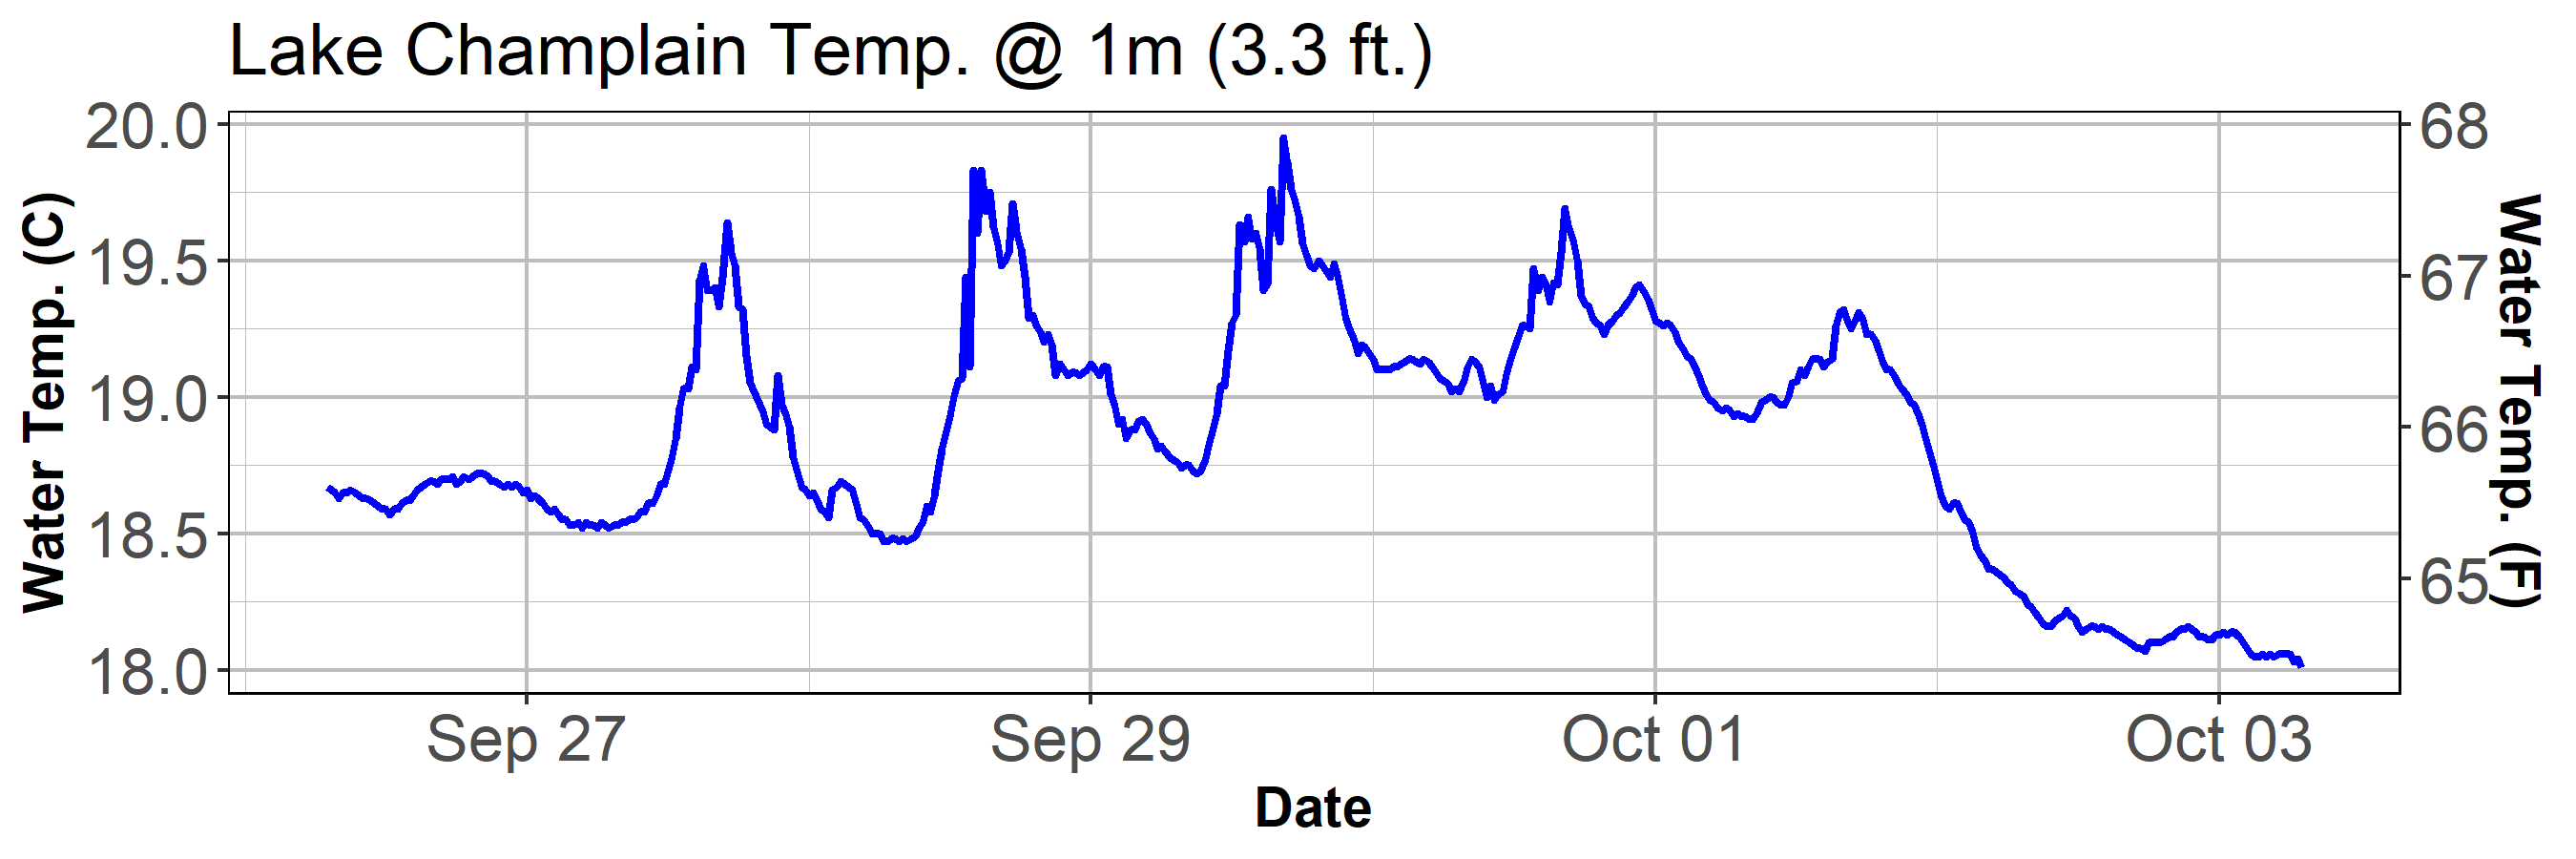 Lake Champlain Temp. @ 1m (3.3 ft.)
Water Temp. (C)
20.0
19.5
19.0
18.5
18.0
68
67
66
65
Water Temp. (F)
Sep 27 Sep 29 Oct 01 Oct 03
Date